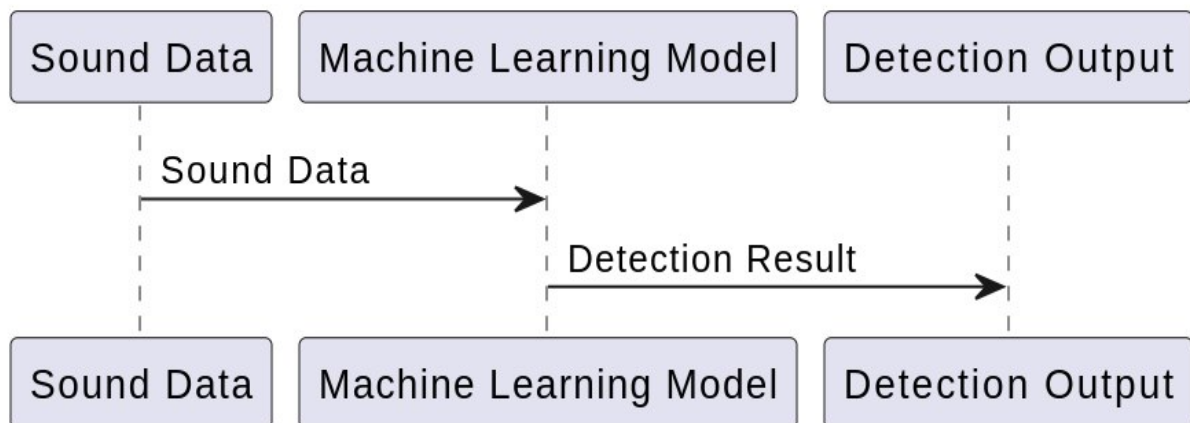 Sound Data
Machine Learning Model
Detection Output
Sound Data
Detection Result
Sound Data
Machine Learning Model
Detection Output